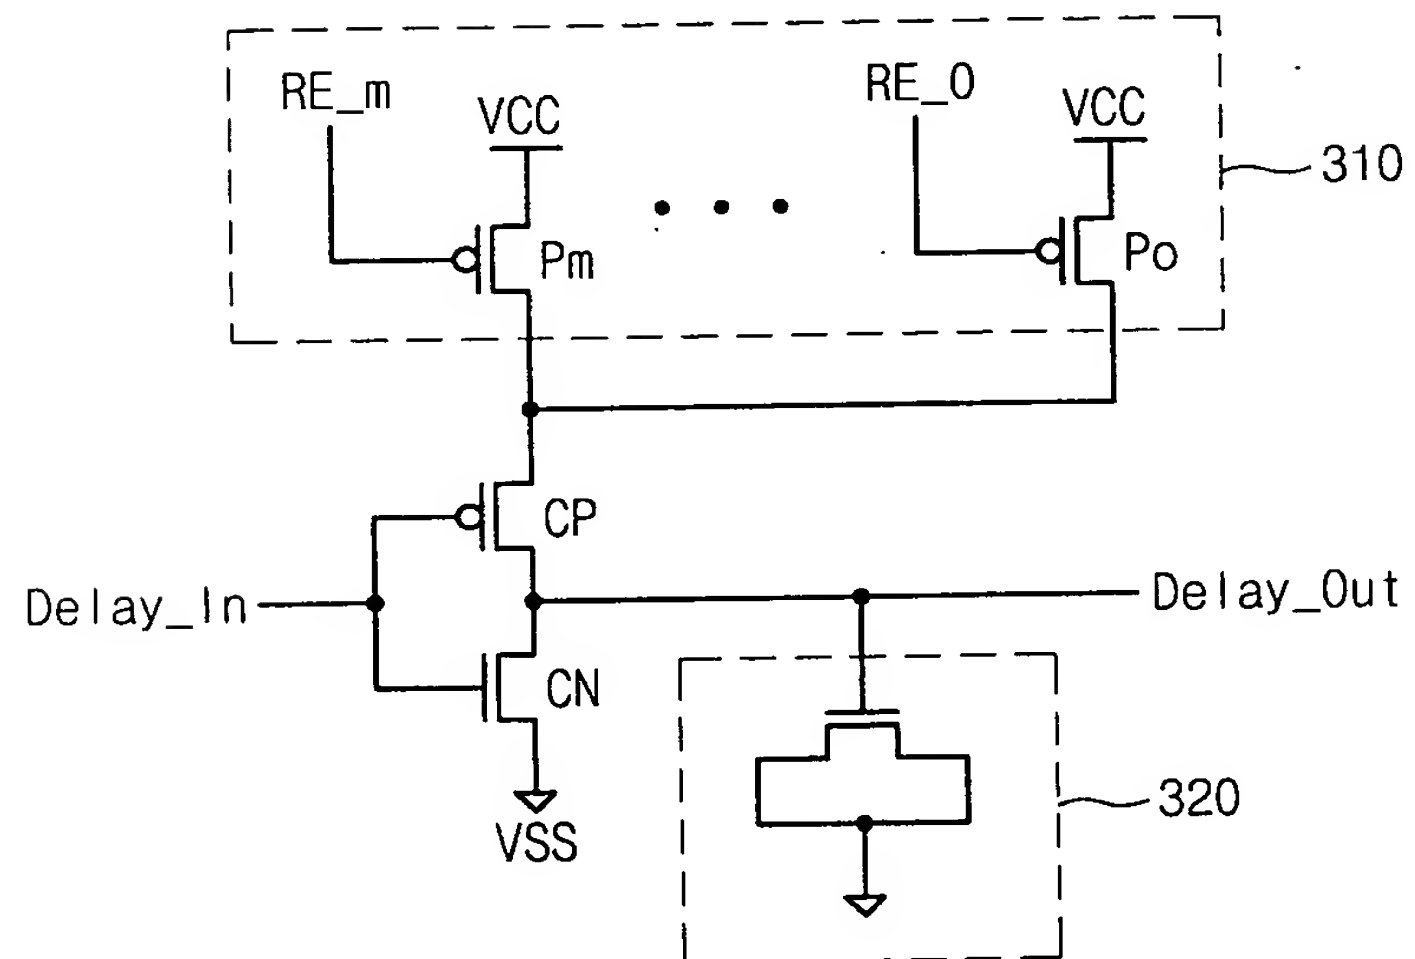 RE_m
VCC
RE_0
VCC
310
Pm
Po
CP
Delay_In
Delay_Out
CN
VSS
320